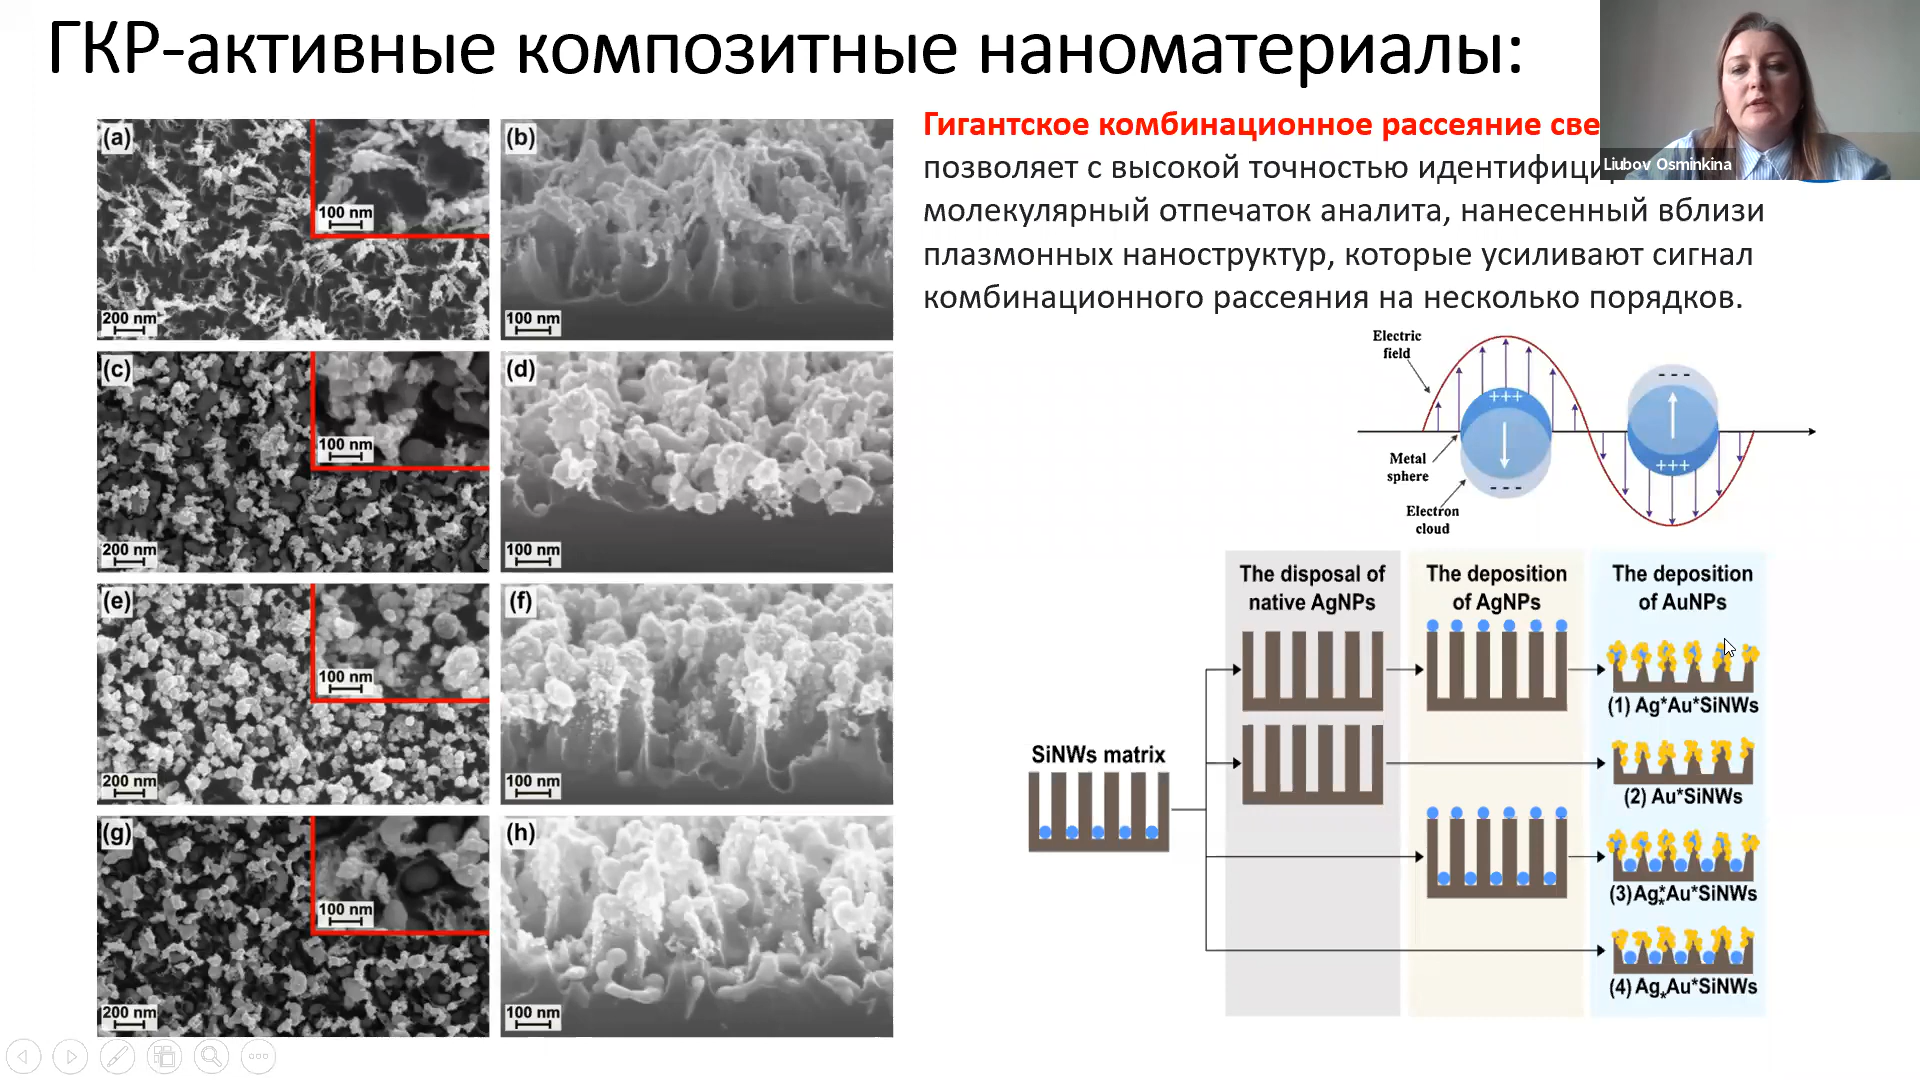 ГКР-активные композитные наноматериалы:
Liubov Osminkina
Гигантское комбинационное рассеяние
позволяет с высокой точностью
молекулярный отпечаток аналита, нанесенный вблизи
плазмонных наноструктур, которые усиливают сигнал
комбинационного рассеяния на несколько порядков.
(a)
100 nm
200 nm
(b)
100 nm
(c)
100 nm
200 nm
(d)
100 nm
(e)
100 nm
200 nm
(f)
100 nm
(g)
100 nm
200 nm
(h)
100 nm
Electric
field
+++
- - -
Metal
sphere
Electron
cloud
- - -
+++
The disposal of
native AgNPs
The deposition
of AgNPs
The deposition
of AuNPs
SiNWs matrix
(1) Ag*Au*SiNWs
(2) Au*SiNWs
(3)Ag**Au*SiNWs
(4) Ag*Au*SiNWs